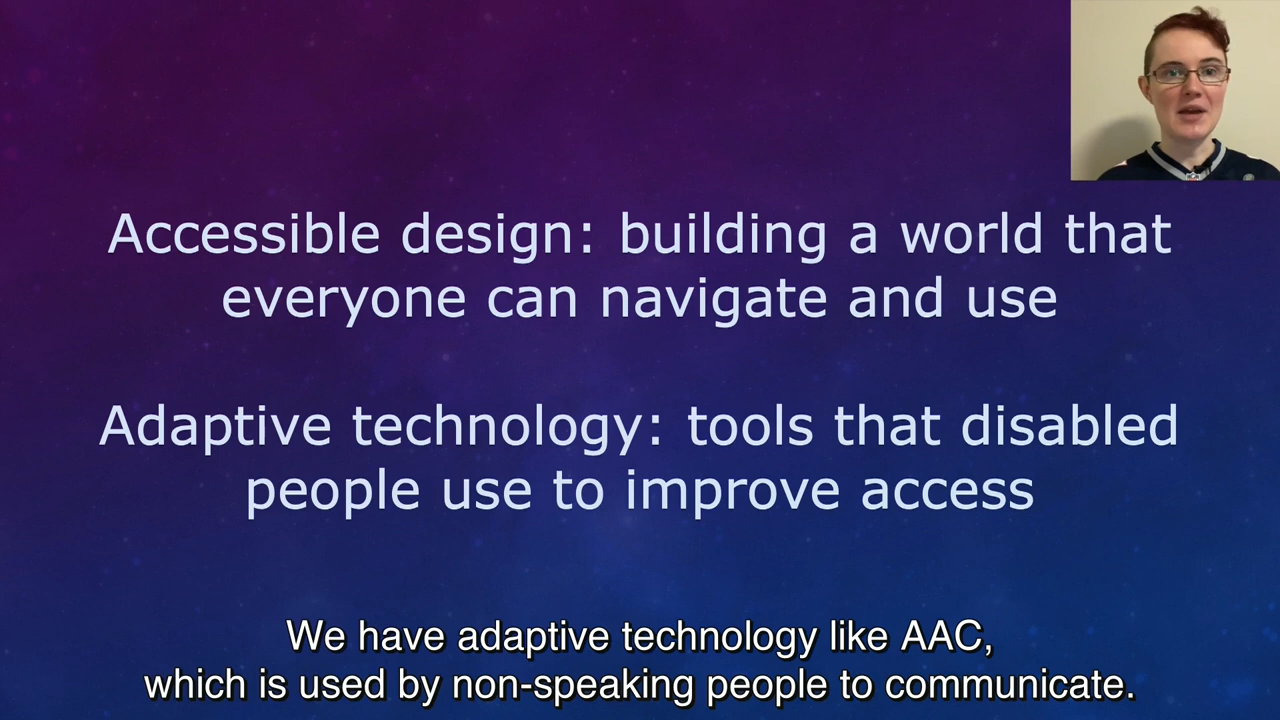 Accessible design: building a world that
everyone can navigate and use
Adaptive technology: tools that disabled
people use to improve access
We have adaptive technology like AAC,
which is used by non-speaking people to communicate.